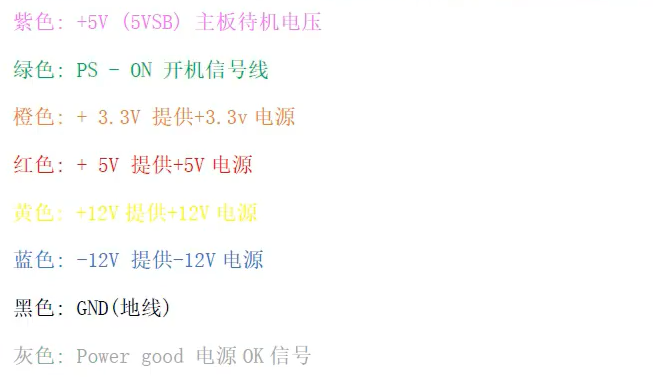 紫色: +5V (5VSB) 主板待机电压
绿色: PS - ON 开机信号线
橙色: + 3.3V 提供+3.3v 电源
红色: + 5V 提供+5V 电源
黄色: +12V 提供+12V 电源
蓝色: -12V 提供-12V 电源
黑色: GND(地线)
灰色: Power good 电源 OK 信号